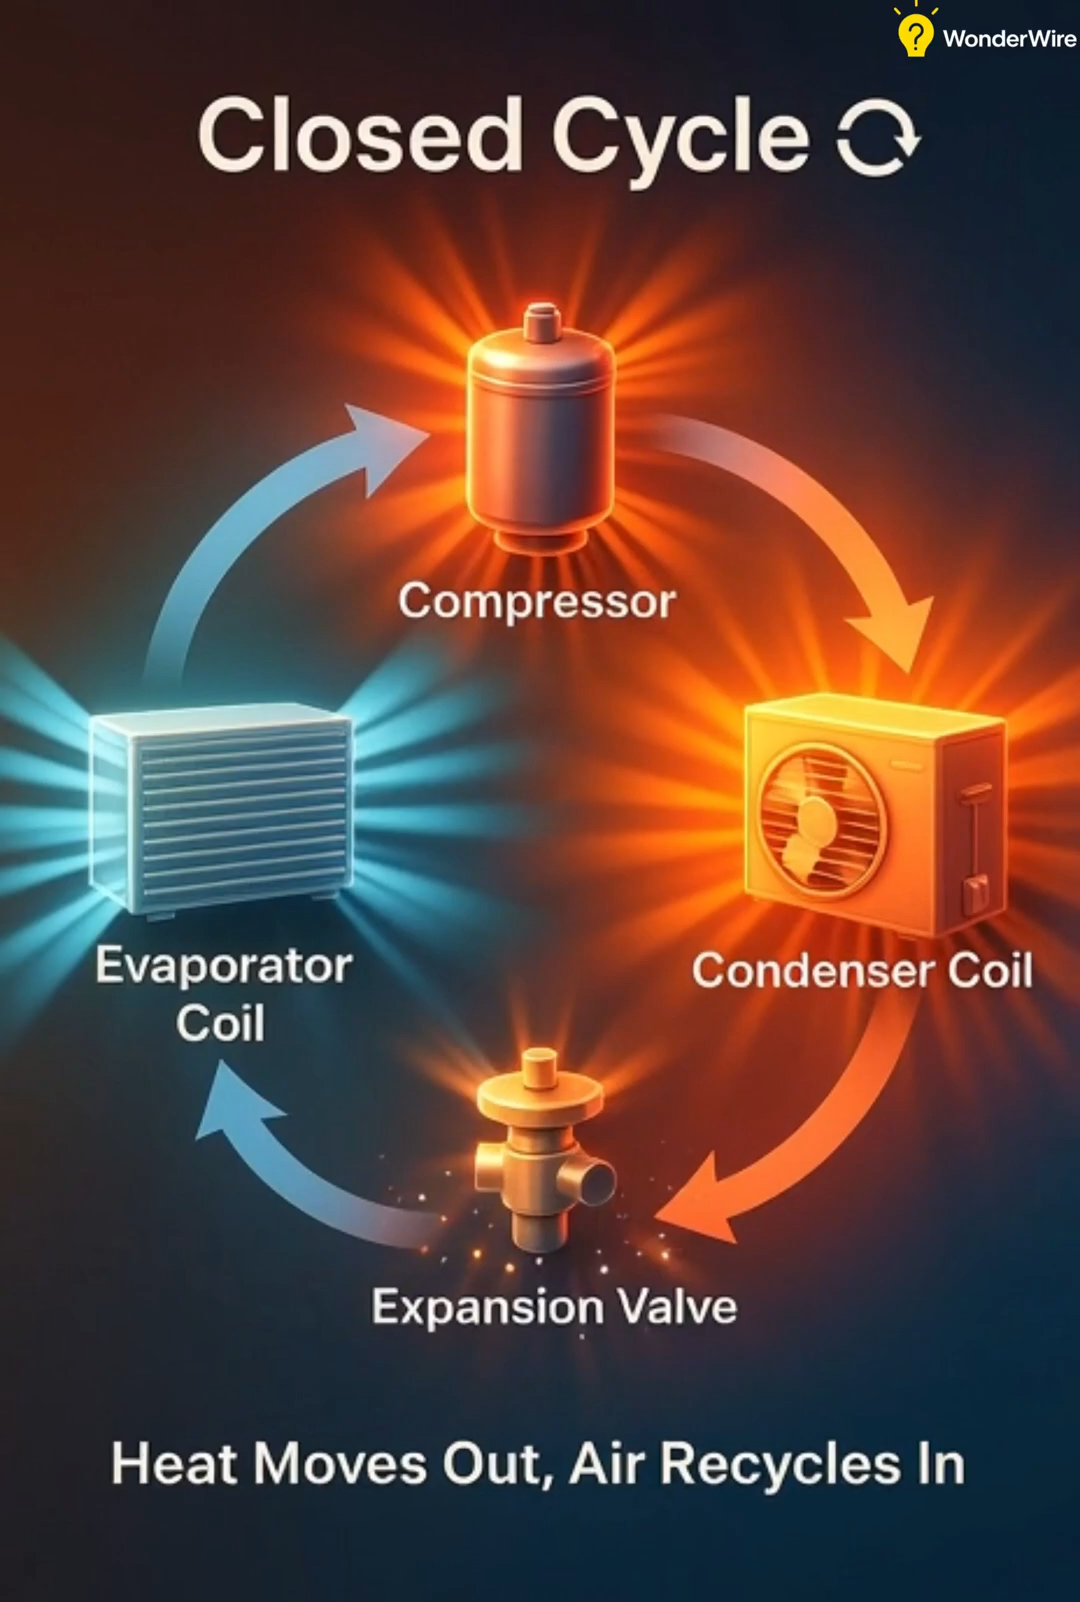 WonderWire
Closed Cycle
Compressor
Evaporator
Coil
Condenser Coil
Expansion Valve
Heat Moves Out, Air Recycles In